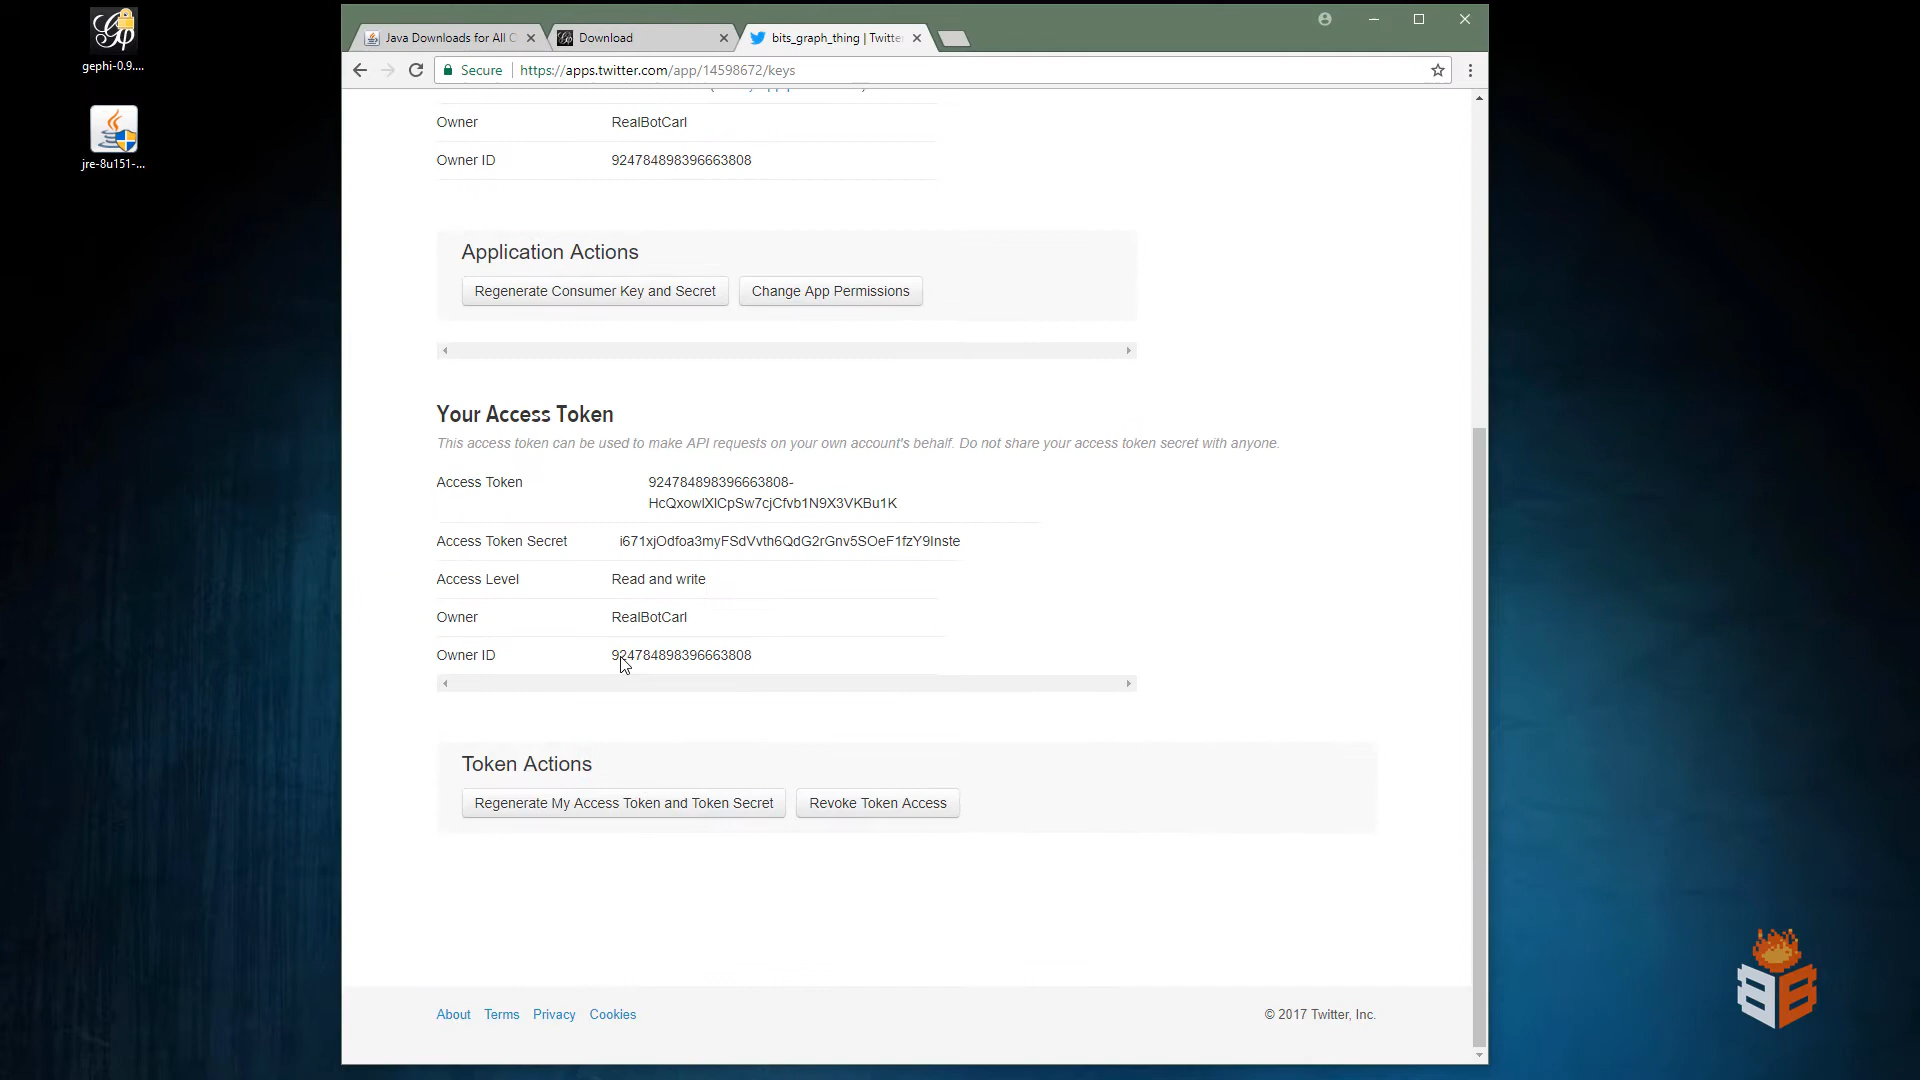 gephi-0.9....
jre-8u151-...
Java Downloads for All C
Download
bits_graph_thing | Twitte
Secure
https://apps.twitter.com/app/14598672/keys
Owner RealBotCarl
Owner ID 924784898396663808
Application Actions
Regenerate Consumer Key and Secret Change App Permissions
Your Access Token
This access token can be used to make API requests on your own account's behalf. Do not share your access token secret with anyone.
Access Token 924784898396663808-
HcQxowlXlCpSw7cjCfvb1N9X3VKBu1K
Access Token Secret i671xjOdfoa3myFSdVvth6QdG2rGnv5SOeF1fzY9Inste
Access Level Read and write
Owner RealBotCarl
Owner ID 924784898396663808
Token Actions
Regenerate My Access Token and Token Secret Revoke Token Access
About Terms Privacy Cookies
© 2017 Twitter, Inc.